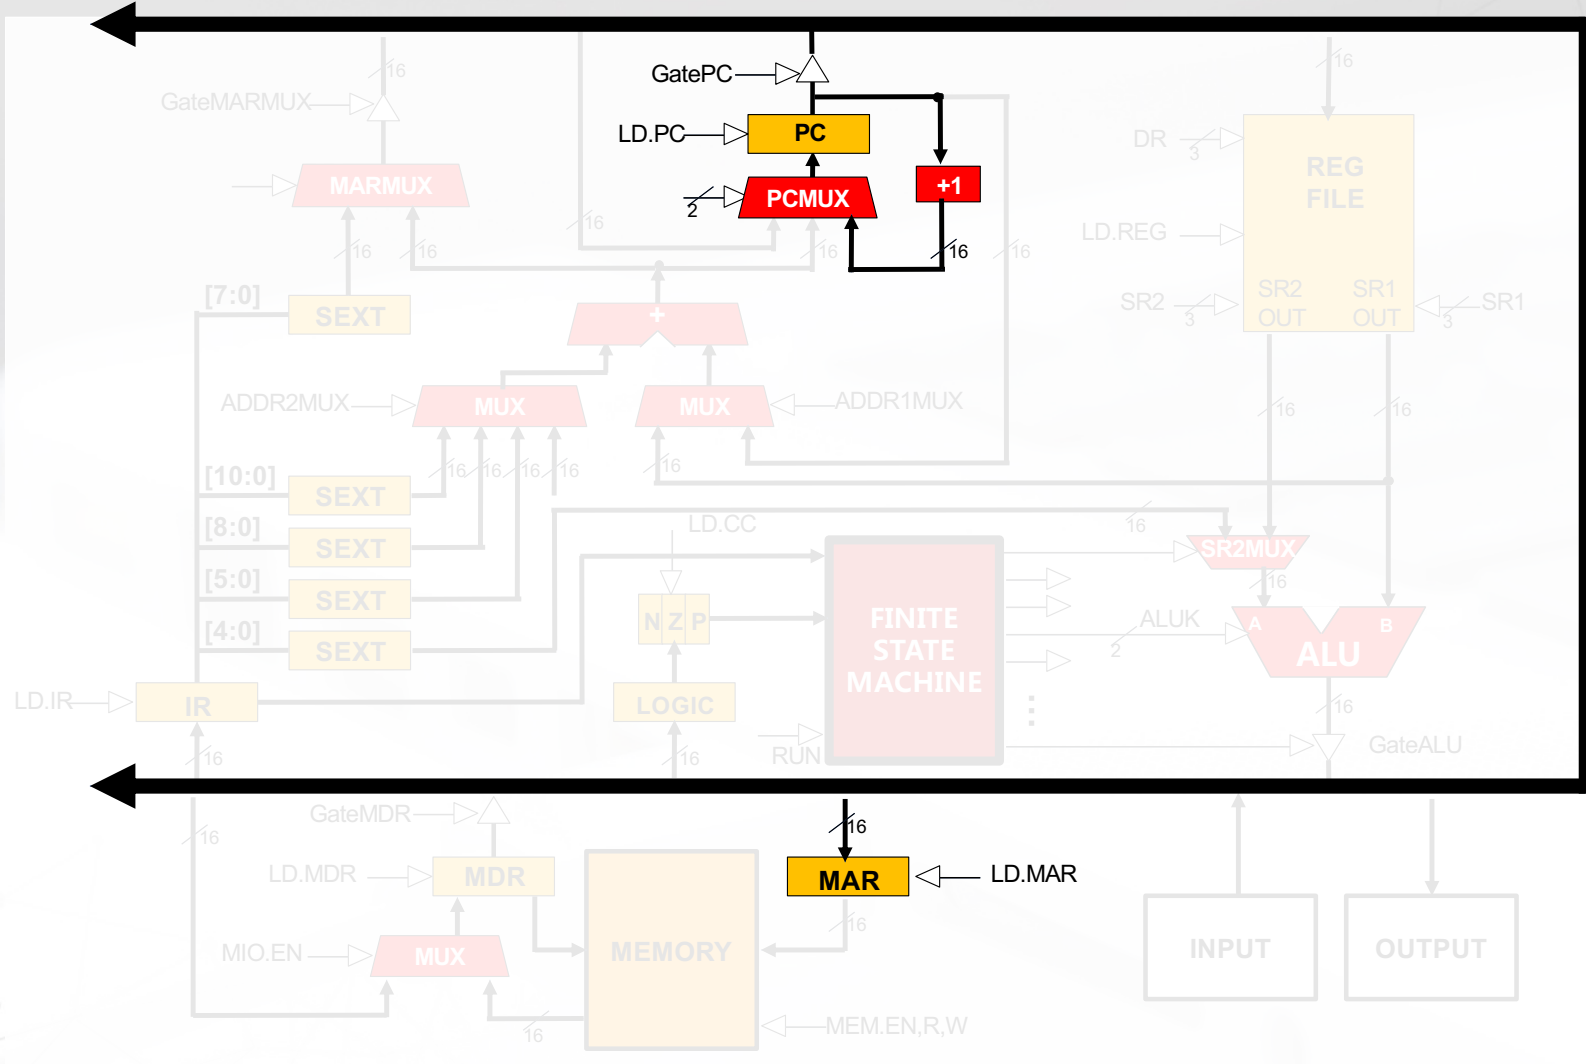 16
16
GatePC
GateMARMUX
LD.PC
PC
DR
3
REG
FILE
MARMUX
PCMUX
2
+1
16
16
16
16
16
16
LD.REG
[7:0]
SEXT
+
SR2
3
SR2
OUT
SR1
OUT
3
SR1
ADDR2MUX
MUX
MUX
ADDR1MUX
16
16
[10:0]
SEXT
16
16
16
16
16
[8:0]
SEXT
LD.CC
16
SR2MUX
[5:0]
SEXT
16
N Z P
FINITE
STATE
MACHINE
ALUK
2
A
B
ALU
[4:0]
SEXT
LD.IR
IR
LOGIC
16
16
16
RUN
GateALU
GateMDR
16
16
LD.MDR
MDR
MAR
LD.MAR
16
MIO.EN
MUX
MEMORY
INPUT
OUTPUT
16
MEM.EN,R,W